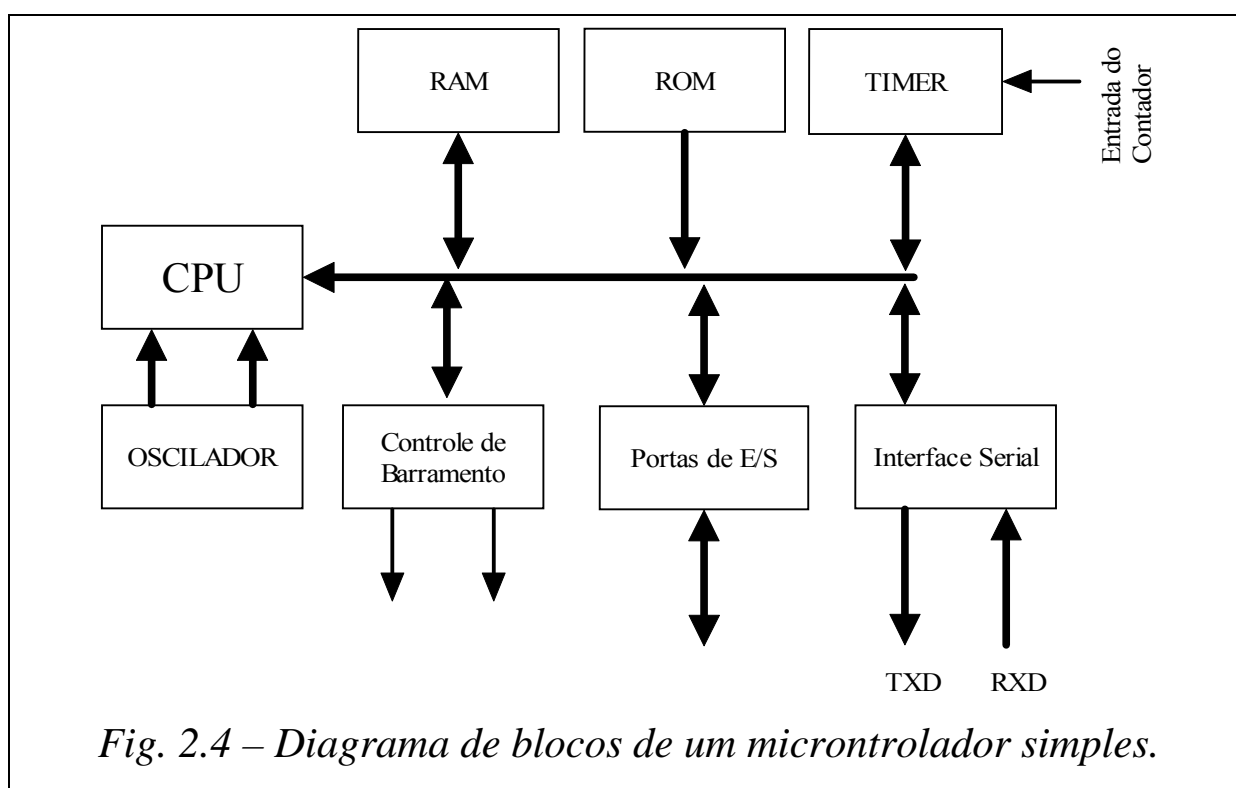 RAM
ROM
TIMER
Entrada do
Contador
CPU
OSCILADOR
Controle de
Barramento
Portas de E/S
Interface Serial
TXD
RXD
Fig. 2.4 – Diagrama de blocos de um microntrolador simples.